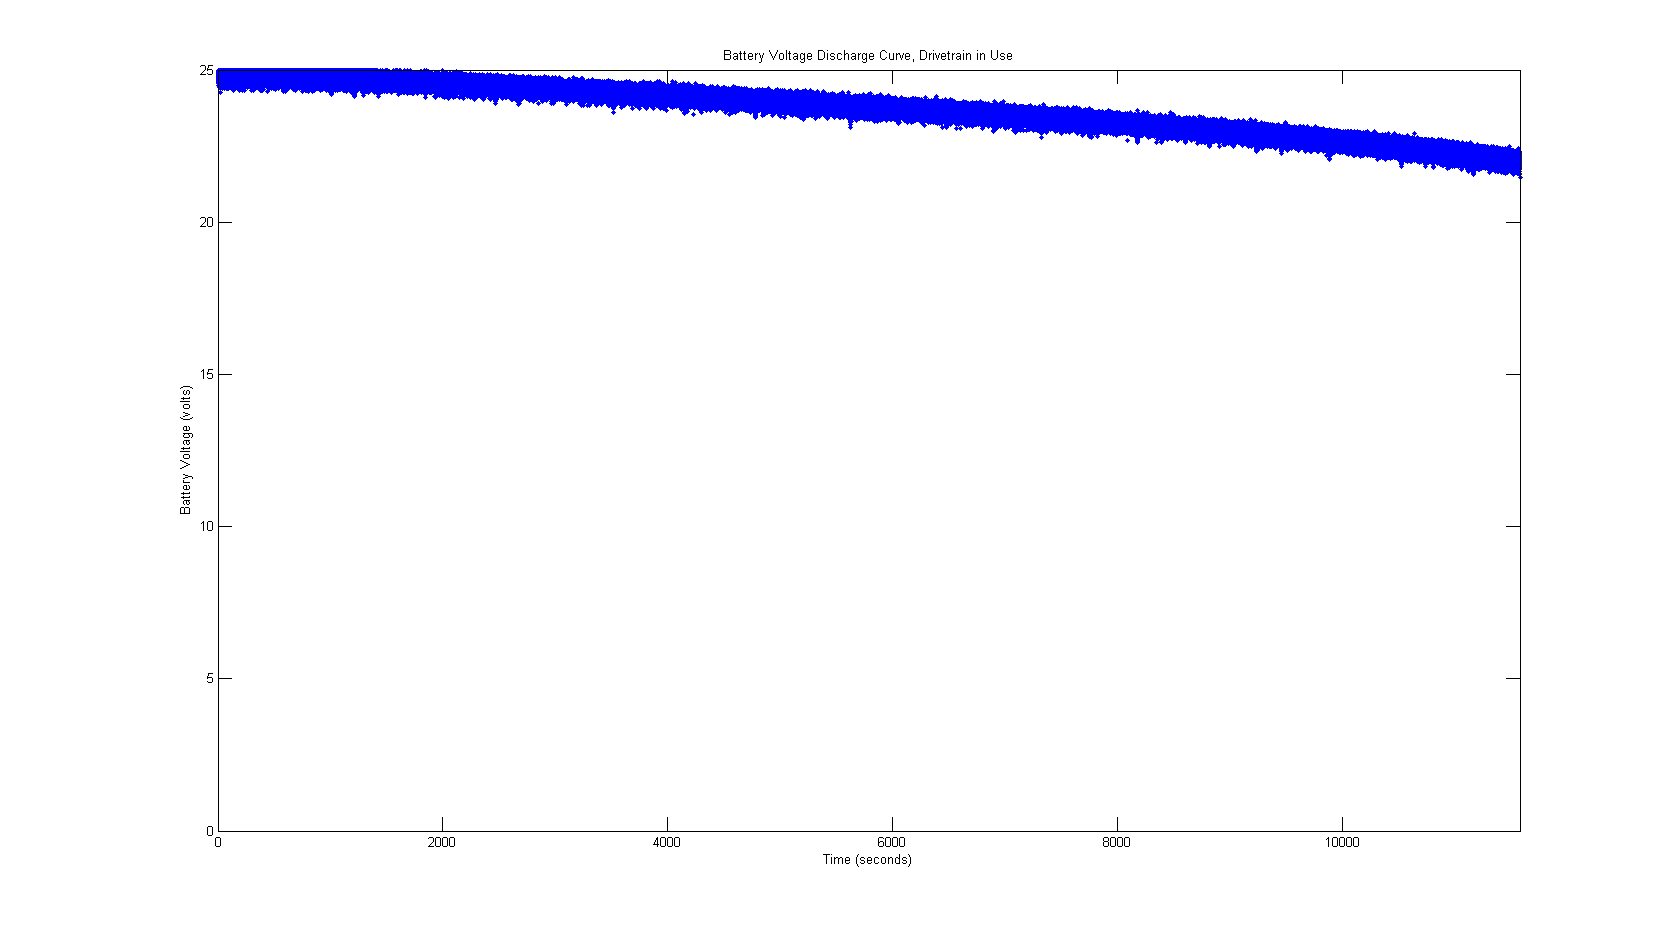 Battery Voltage Discharge Curve, Drivetrain in Use
25
20
15
10
5
0
Battery Voltage (volts)
0 2000 4000 6000 8000 10000
Time (seconds)